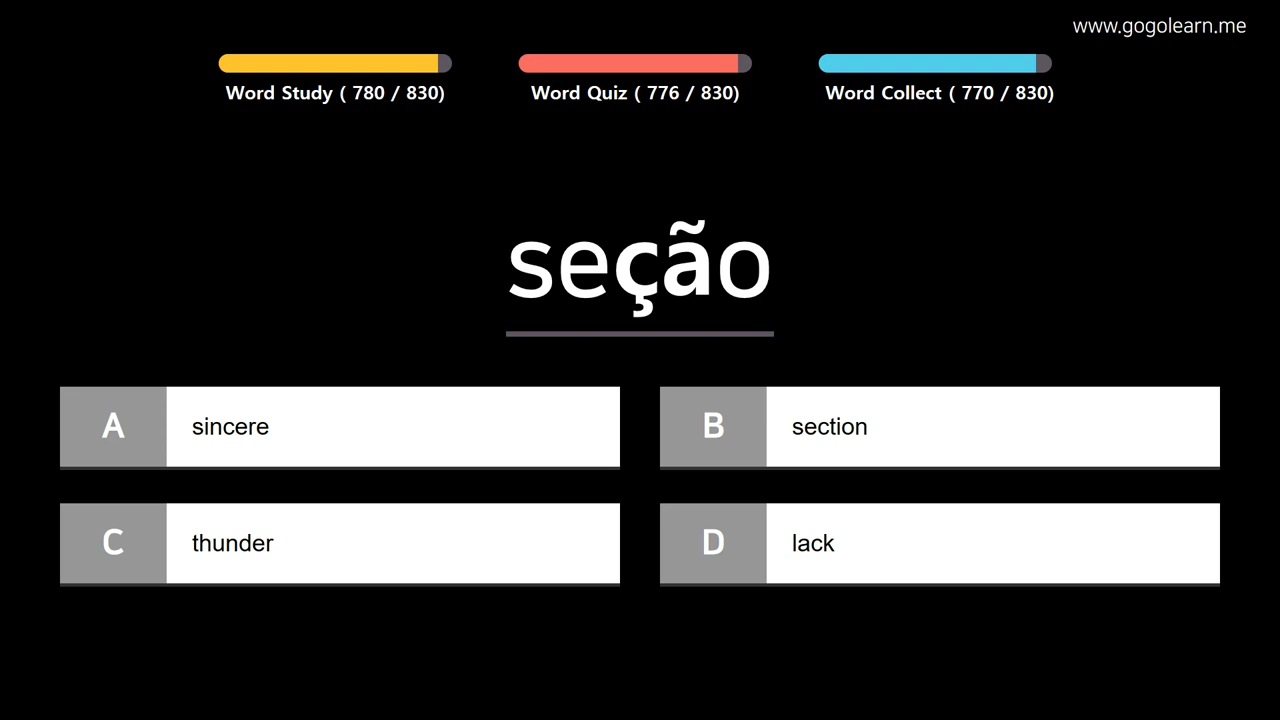 www.gogolearn.me
Word Study ( 780 / 830)
Word Quiz ( 776 / 830)
Word Collect ( 770 / 830)
seção
A sincere
B section
C thunder
D lack